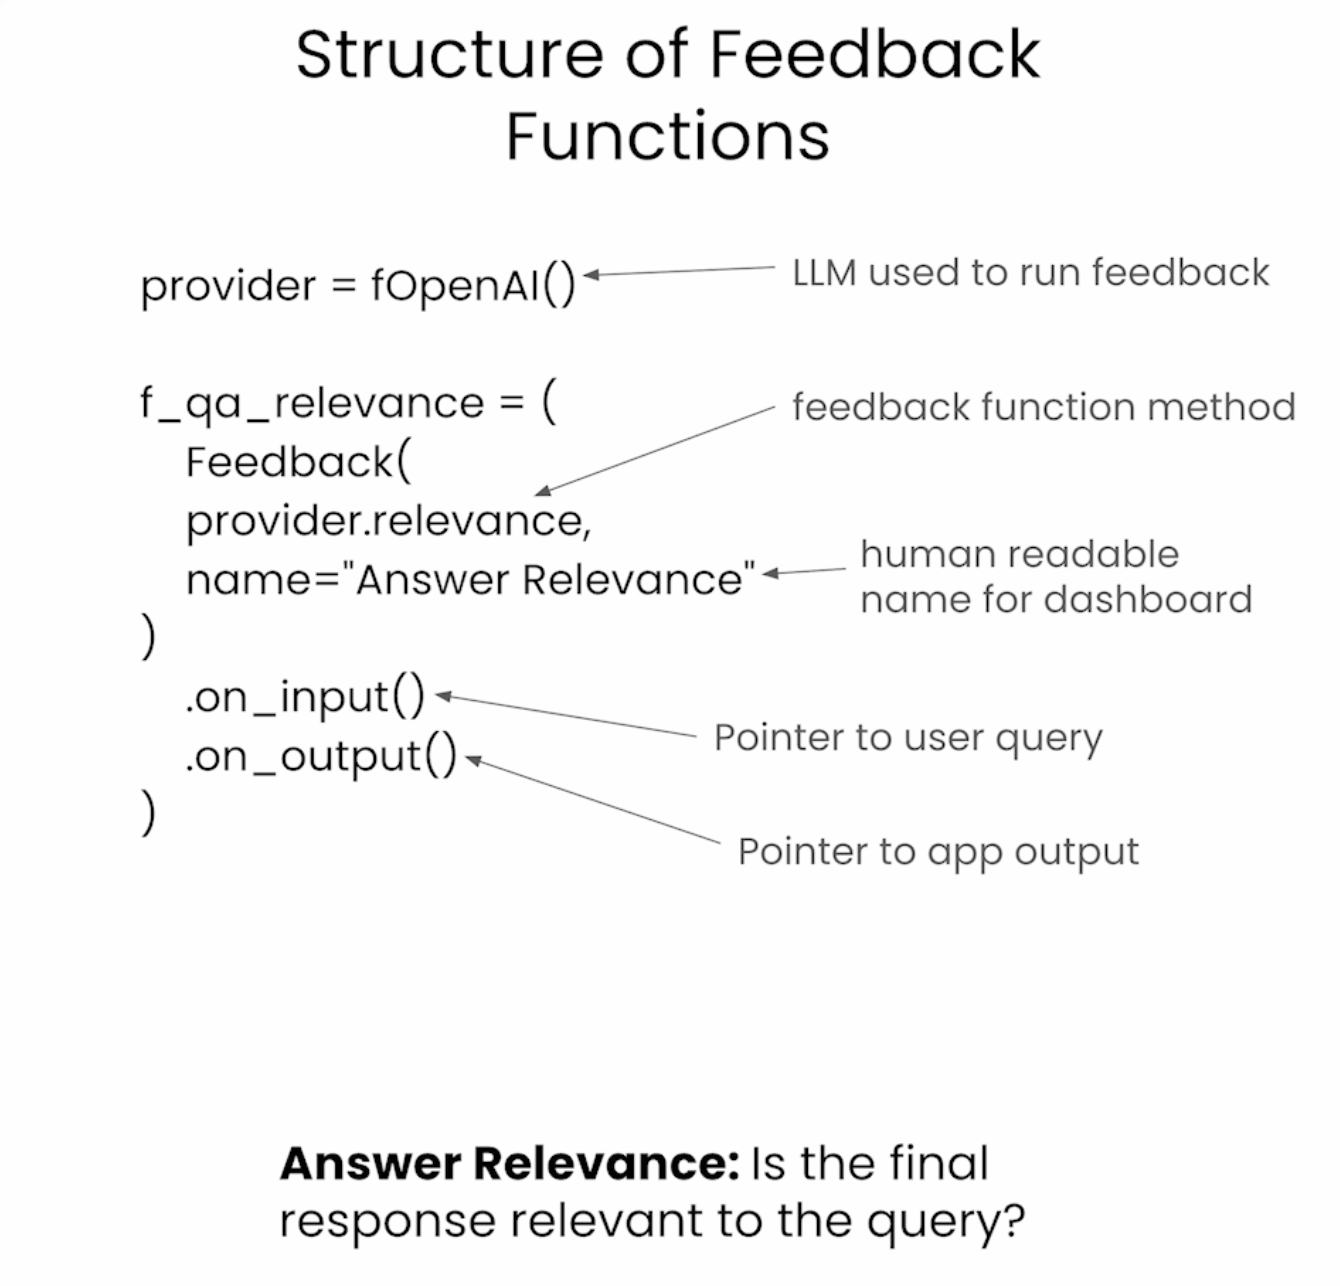 Structure of Feedback
Functions
provider = fOpenAI()
LLM used to run feedback
f_qa_relevance = (
feedback function method
Feedback(
provider.relevance,
human readable
name="Answer Relevance"
name for dashboard
)
.on_input()
Pointer to user query
.on_output()
)
Pointer to app output
Answer Relevance: Is the final
response relevant to the query?